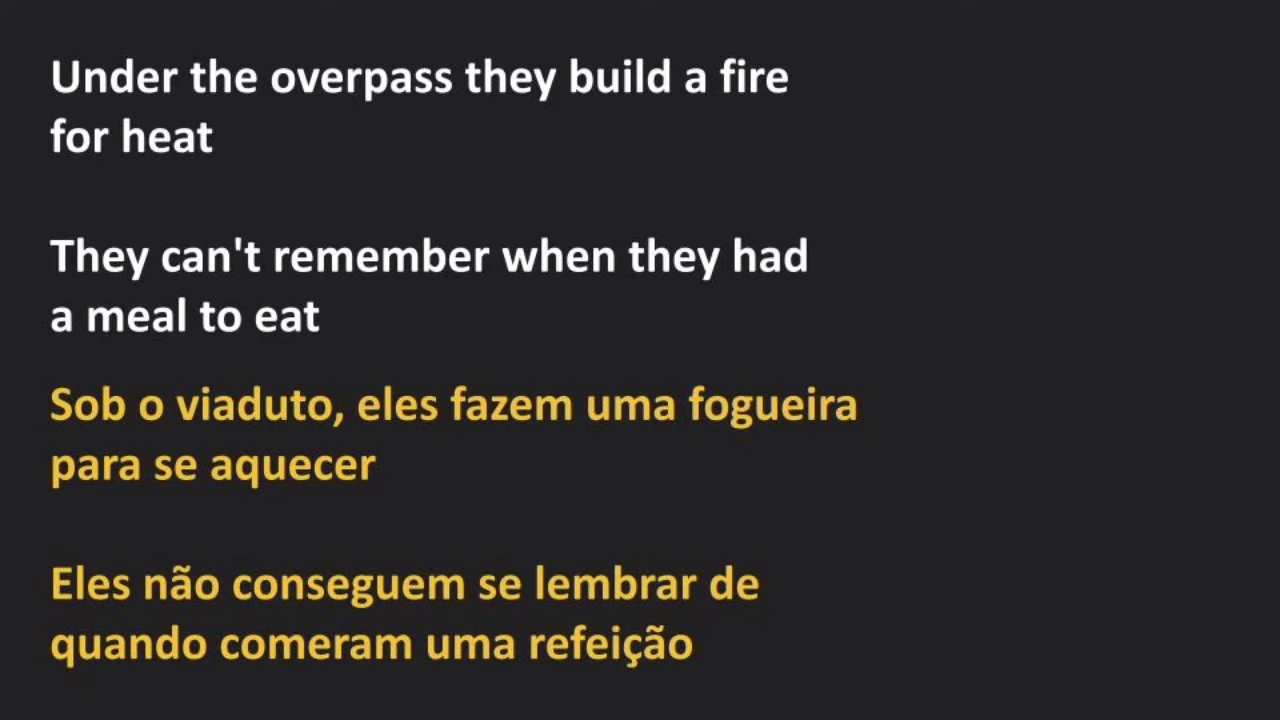 Under the overpass they build a fire
for heat
They can't remember when they had
a meal to eat
Sob o viaduto, eles fazem uma fogueira
para se aquecer
Eles não conseguem se lembrar de
quando comeram uma refeição